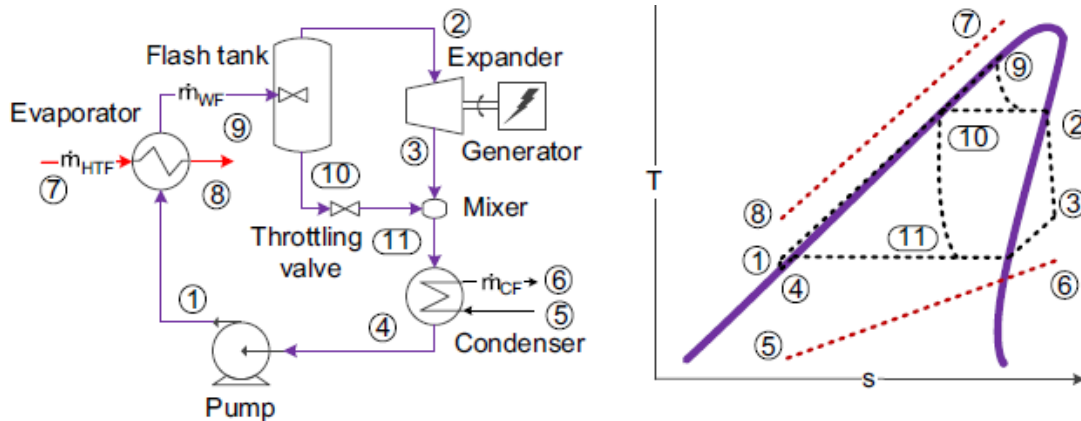 ②
Flash tank
Expander
Evaporator
ṁWF
⑨
③
Generator
ṁHTF
⑦
⑧
⑩
Mixer
Throttling
valve
⑪
①
④
ṁCF
⑥
⑤
Condenser
Pump
⑦
⑨
⑩
②
T
⑧
③
⑪
①
④
⑥
⑤
s